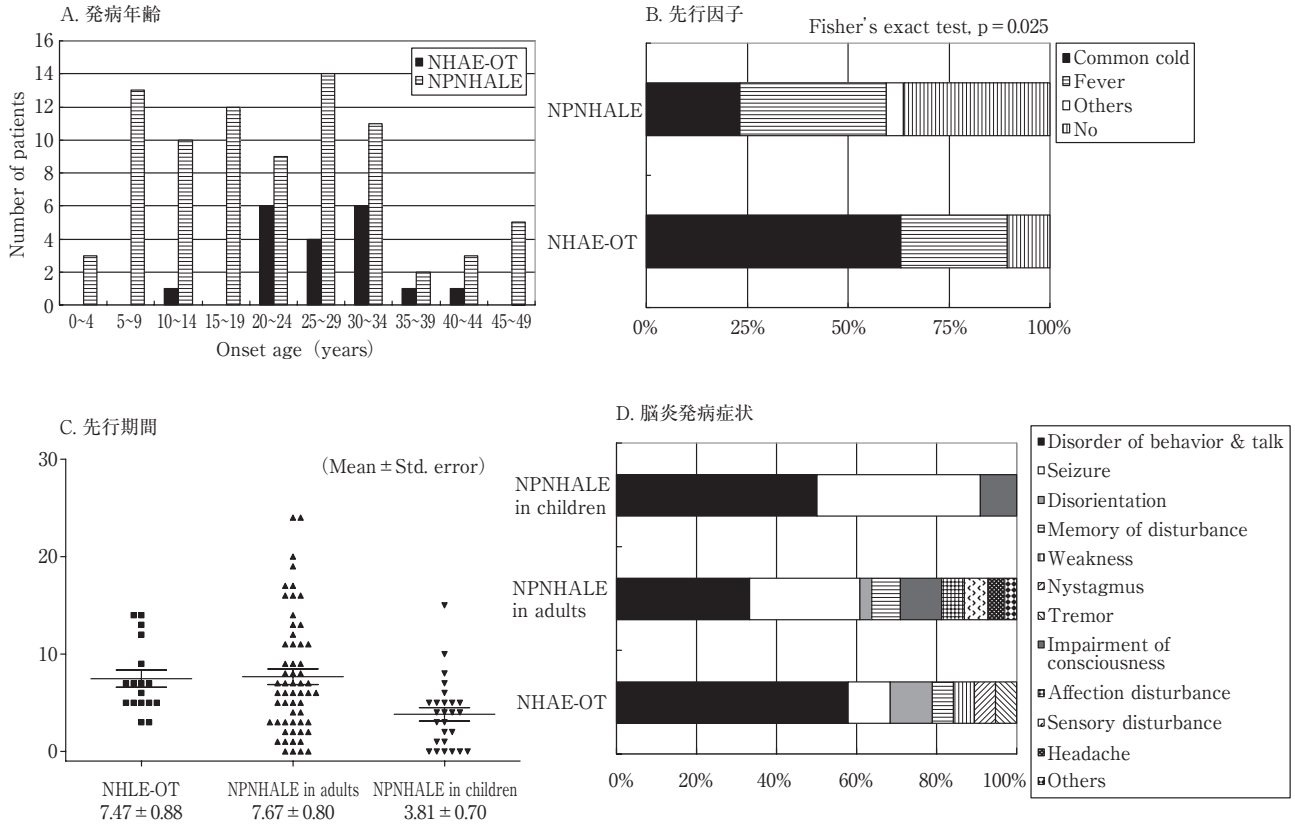 A. 発病年齢
16
14
12
10
8
6
4
2
0
Number of patients
NHAE-OT
NPNHALE
0~4 5~9 10~14 15~19 20~24 25~29 30~34 35~39 40~44 45~49
Onset age (years)
B. 先行因子
Fisher's exact test, p=0.025
NPNHALE
NHAE-OT
0% 25% 50% 75% 100%
Common cold
Fever
Others
No
C. 先行期間
(Mean±Std. error)
30
20
10
0
NHLE-OT NPNHALE in adults NPNHALE in children
7.47±0.88 7.67±0.80 3.81±0.70
D. 脳炎発病症状
NPNHALE
in children
NPNHALE
in adults
NHAE-OT
0% 20% 40% 60% 80% 100%
Disorder of behavior & talk
Seizure
Disorientation
Memory of disturbance
Weakness
Nystagmus
Tremor
Impairment of
consciousness
Affection disturbance
Sensory disturbance
Headache
Others